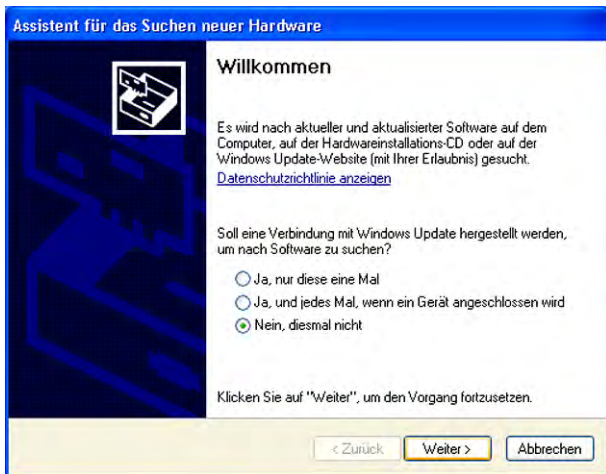 Assistent für das Suchen neuer Hardware
Willkommen
Es wird nach aktueller und aktualisierter Software auf dem
Computer, auf der Hardwareinstallations-CD oder auf der
Windows Update-Website (mit Ihrer Erlaubnis) gesucht.
Datenschutzrichtlinie anzeigen
Soll eine Verbindung mit Windows Update hergestellt werden,
um nach Software zu suchen?
Ja, nur diese eine Mal
Ja, und jedes Mal, wenn ein Gerät angeschlossen wird
Nein, diesmal nicht
Klicken Sie auf "Weiter", um den Vorgang fortzusetzen.
< Zurück Weiter > Abbrechen